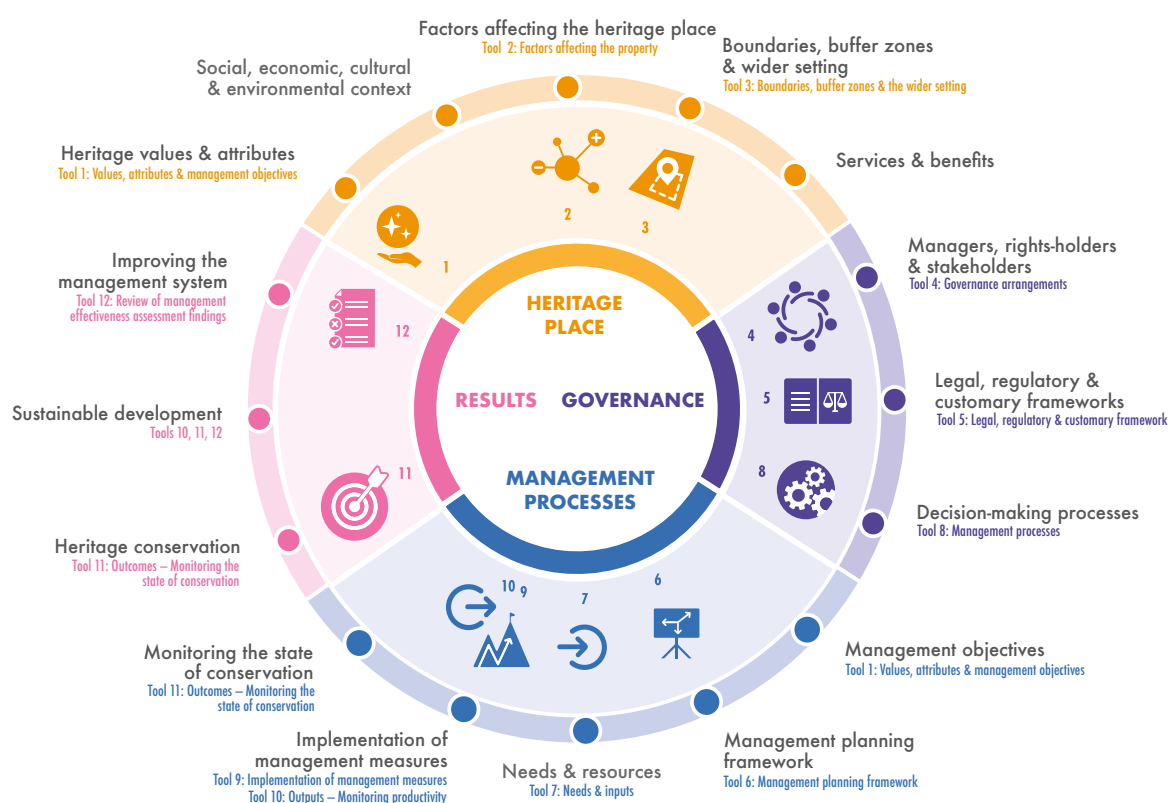 Factors affecting the heritage place
Tool 2: Factors affecting the property
Boundaries, buffer zones
& wider setting
Tool 3: Boundaries, buffer zones & the wider setting
Social, economic, cultural
& environmental context
Heritage values & attributes
Tool 1: Values, attributes & management objectives
Services & benefits
Improving the
management system
Tool 12: Review of management
effectiveness assessment findings
Managers, rights-holders
& stakeholders
Tool 4: Governance arrangements
Sustainable development
Tools 10, 11, 12
Legal, regulatory &
customary frameworks
Tool 5: Legal, regulatory & customary framework
Heritage conservation
Tool 11: Outcomes – Monitoring the
state of conservation
Decision-making processes
Tool 8: Management processes
Monitoring the state
of conservation
Tool 11: Outcomes – Monitoring the
state of conservation
Management objectives
Tool 1: Values, attributes & management objectives
Implementation of
management measures
Tool 9: Implementation of management measures
Tool 10: Outputs – Monitoring productivity
Needs & resources
Tool 7: Needs & inputs
Management planning
framework
Tool 6: Management planning framework
1
2
3
4
5
8
6
7
9
10
11
12
HERITAGE
PLACE
RESULTS
GOVERNANCE
MANAGEMENT
PROCESSES